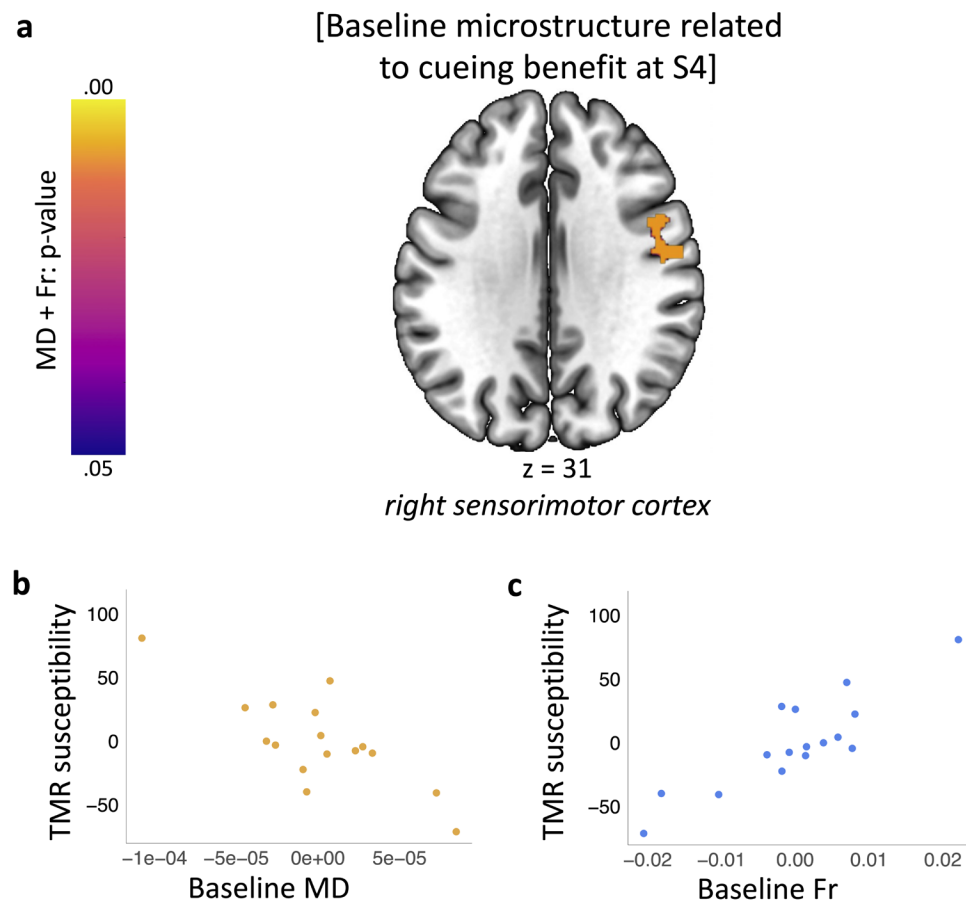 a
[Baseline microstructure related
to cueing benefit at S4]
.00
MD + Fr: p-value
.05
z = 31
right sensorimotor cortex
b
TMR susceptibility
100
50
0
−50
−1e−04 −5e−05 0e+00 5e−05
Baseline MD
c
TMR susceptibility
100
50
0
−50
−0.02 −0.01 0.00 0.01 0.02
Baseline Fr